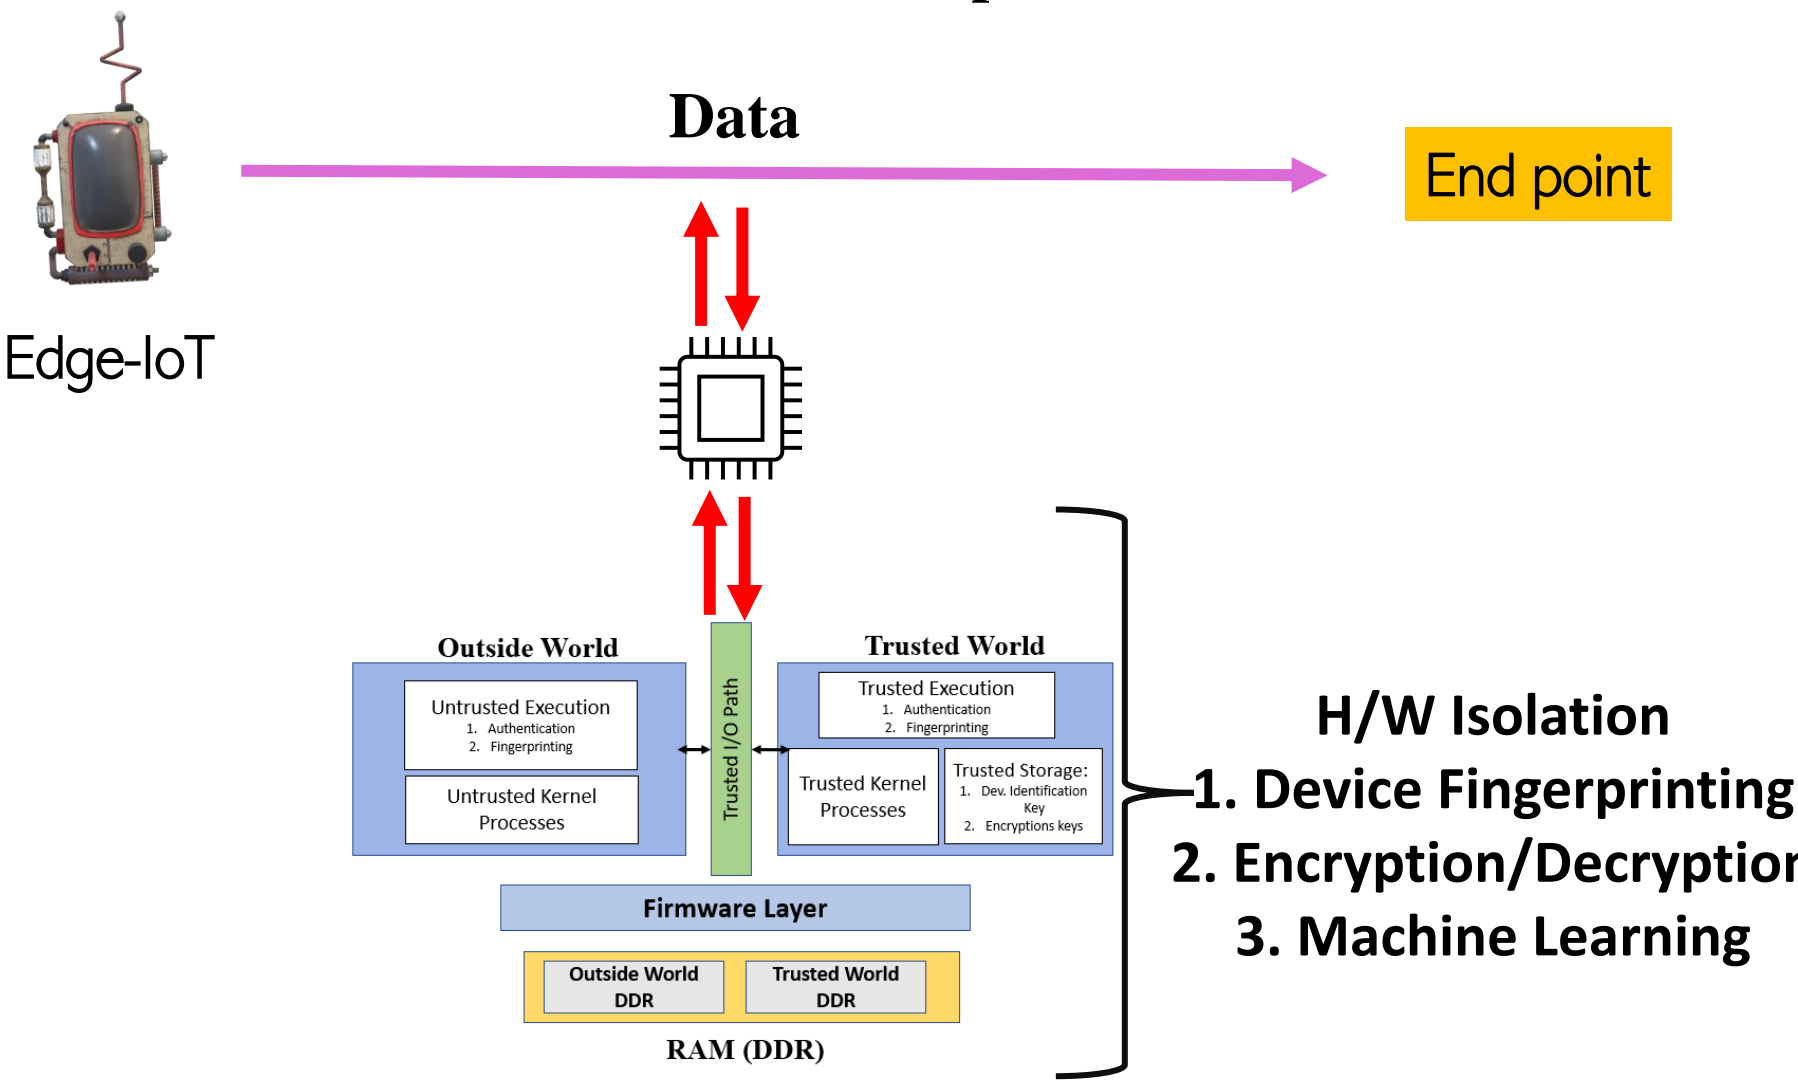 Data
End point
Edge-IoT
Outside World
Trusted World
Untrusted Execution
1. Authentication
2. Fingerprinting
Untrusted Kernel
Processes
Trusted I/O Path
Trusted Execution
1. Authentication
2. Fingerprinting
Trusted Kernel
Processes
Trusted Storage:
1. Dev. Identification
Key
2. Encryptions keys
Firmware Layer
Outside World
DDR
Trusted World
DDR
RAM (DDR)
H/W Isolation
1. Device Fingerprinting
2. Encryption/Decryption
3. Machine Learning